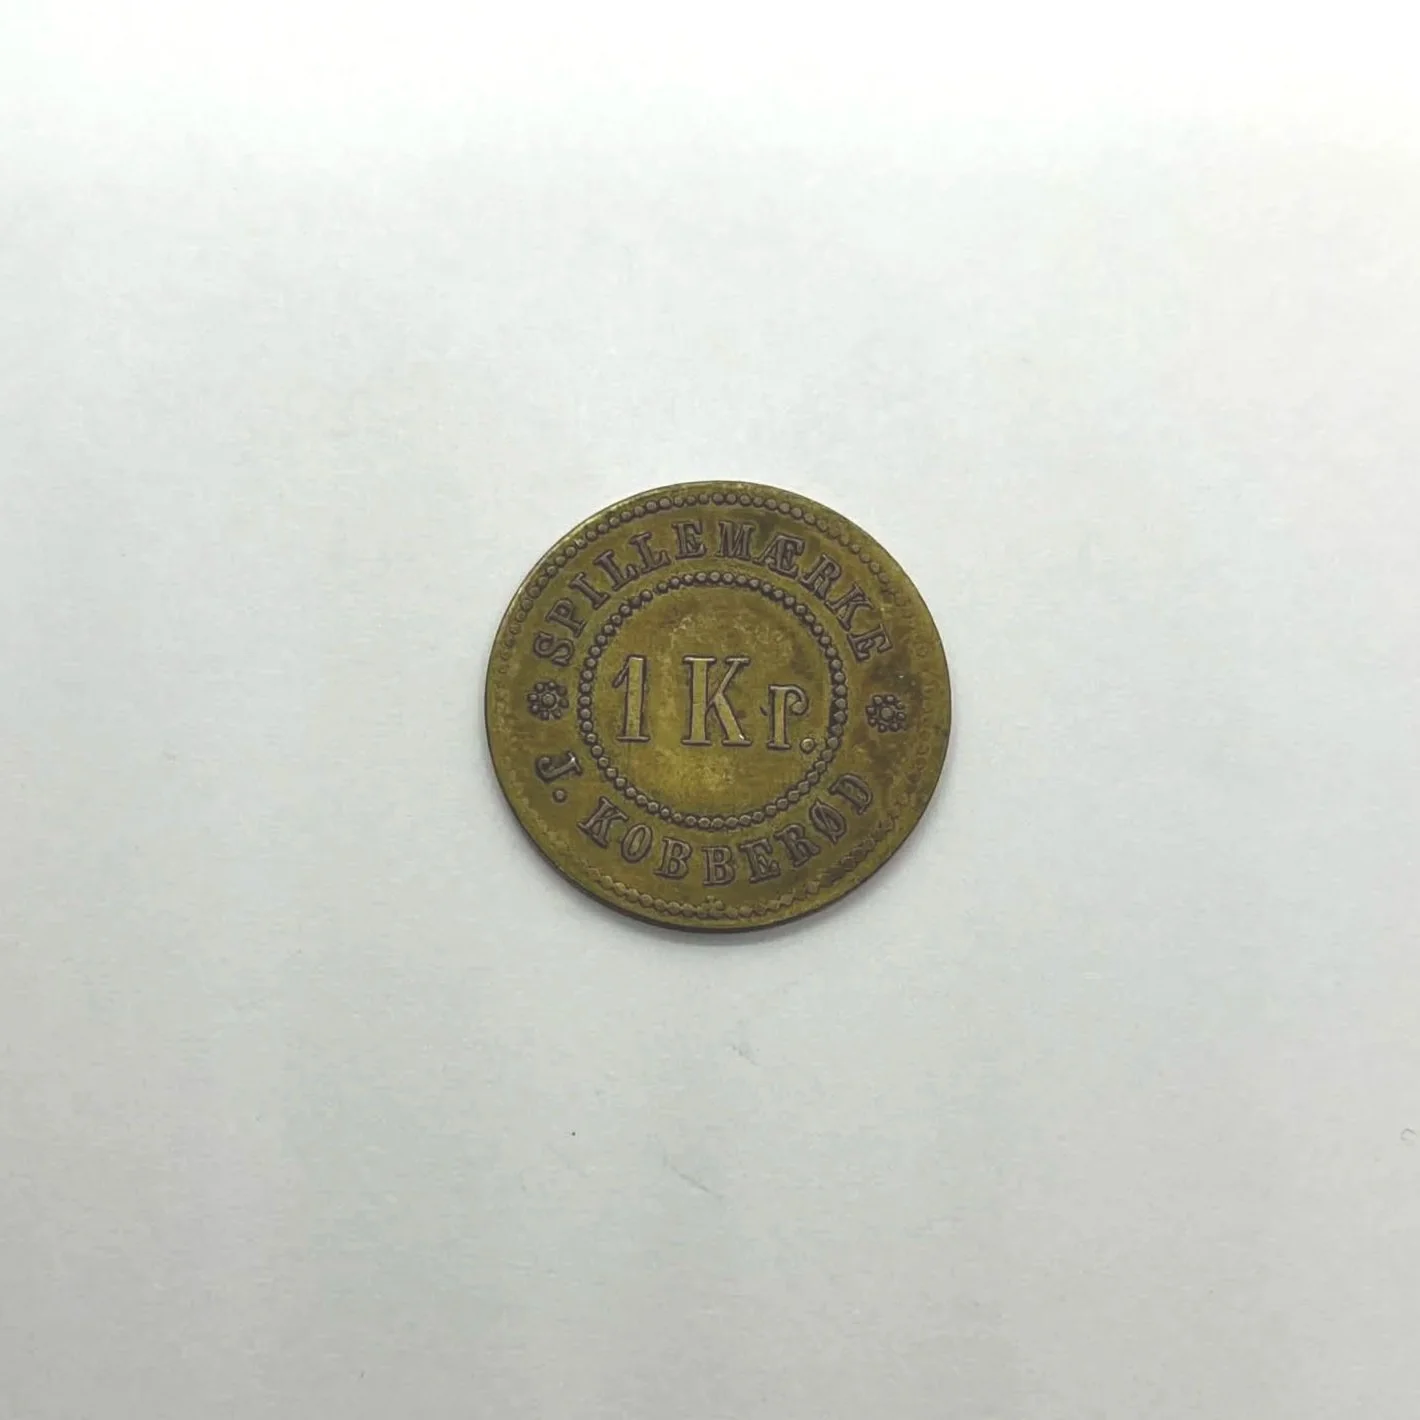 SPILLEMÆRKE
1 Kr.
J. KOBBERØD